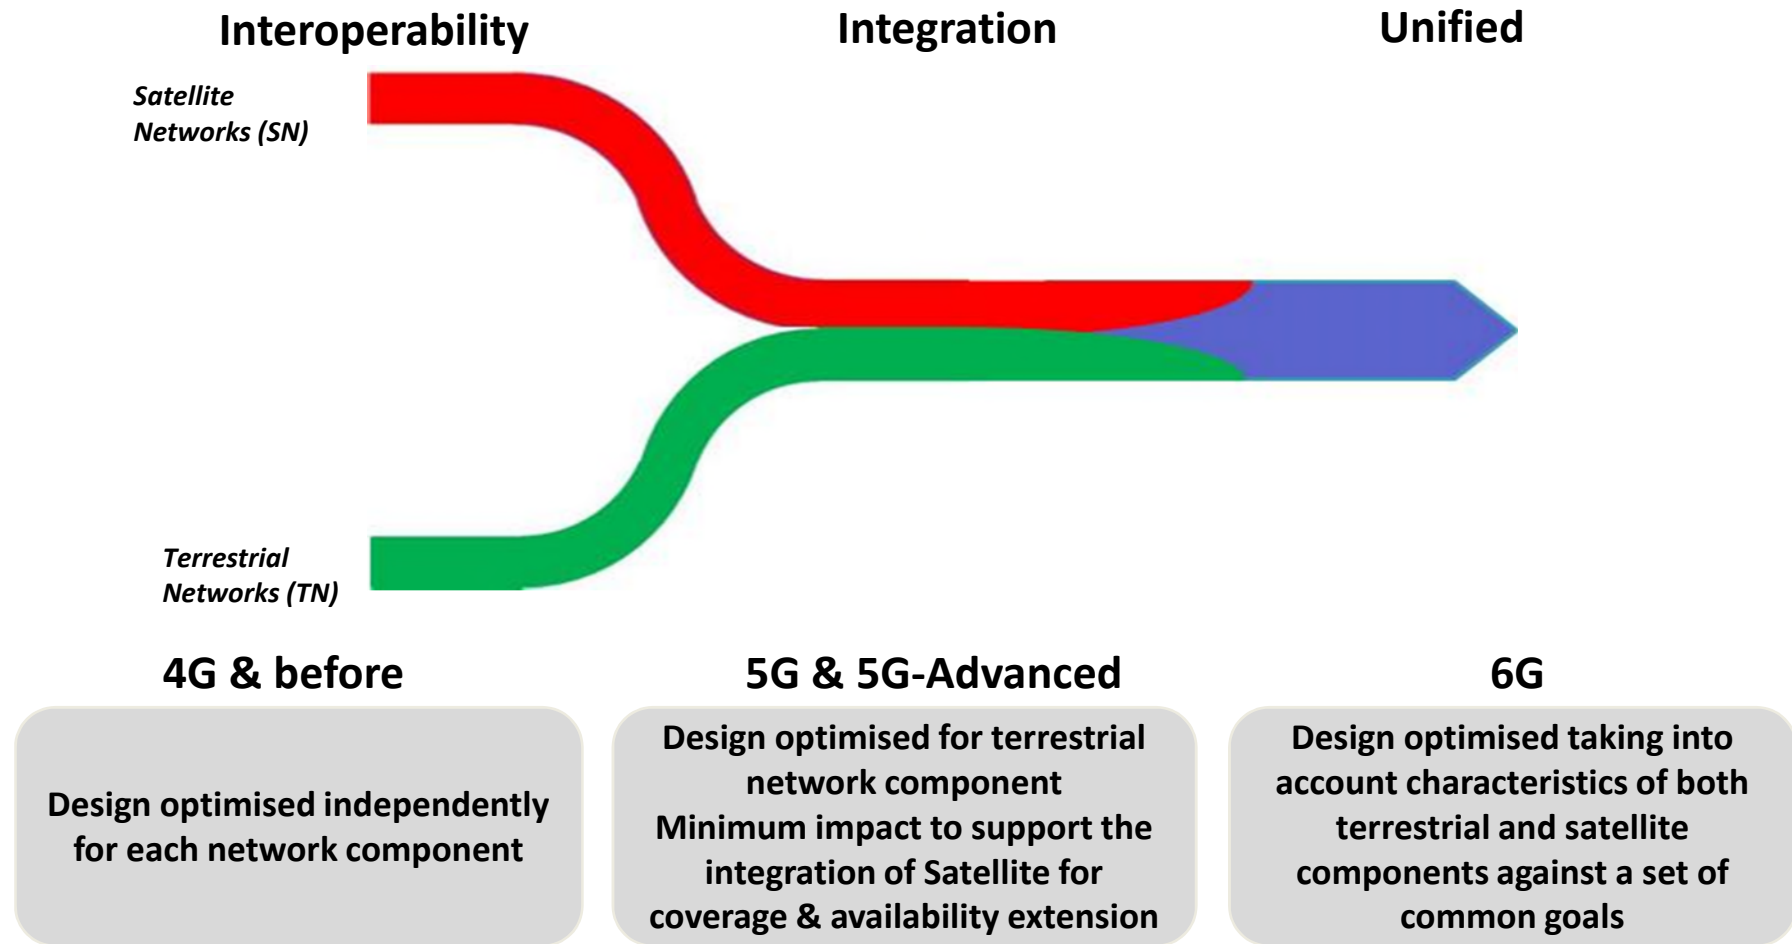 Interoperability
Integration
Unified
Satellite
Networks (SN)
Terrestrial
Networks (TN)
4G & before
5G & 5G-Advanced
6G
Design optimised independently
for each network component
Design optimised for terrestrial
network component
Minimum impact to support the
integration of Satellite for
coverage & availability extension
Design optimised taking into
account characteristics of both
terrestrial and satellite
components against a set of
common goals